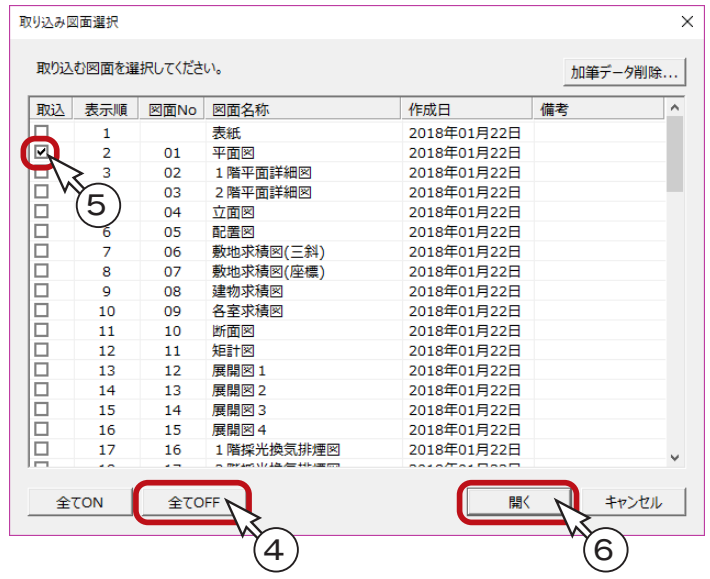 取り込み図面選択
取り込む図面を選択してください。
加筆データ削除...
取込 表示順 図面No 図面名称 作成日 備考
1 表紙 2018年01月22日
2 01 平面図 2018年01月22日
3 02 1階平面詳細図 2018年01月22日
03 2階平面詳細図 2018年01月22日
⑤
04 立面図 2018年01月22日
6 05 配置図 2018年01月22日
7 06 敷地求積図(三斜) 2018年01月22日
8 07 敷地求積図(座標) 2018年01月22日
9 08 建物求積図 2018年01月22日
10 09 各室求積図 2018年01月22日
11 10 断面図 2018年01月22日
12 11 矩計図 2018年01月22日
13 12 展開図1 2018年01月22日
14 13 展開図2 2018年01月22日
15 14 展開図3 2018年01月22日
16 15 展開図4 2018年01月22日
17 16 1階採光換気排煙図 2018年01月22日
全てON 全てOFF 開く キャンセル
④ ⑥